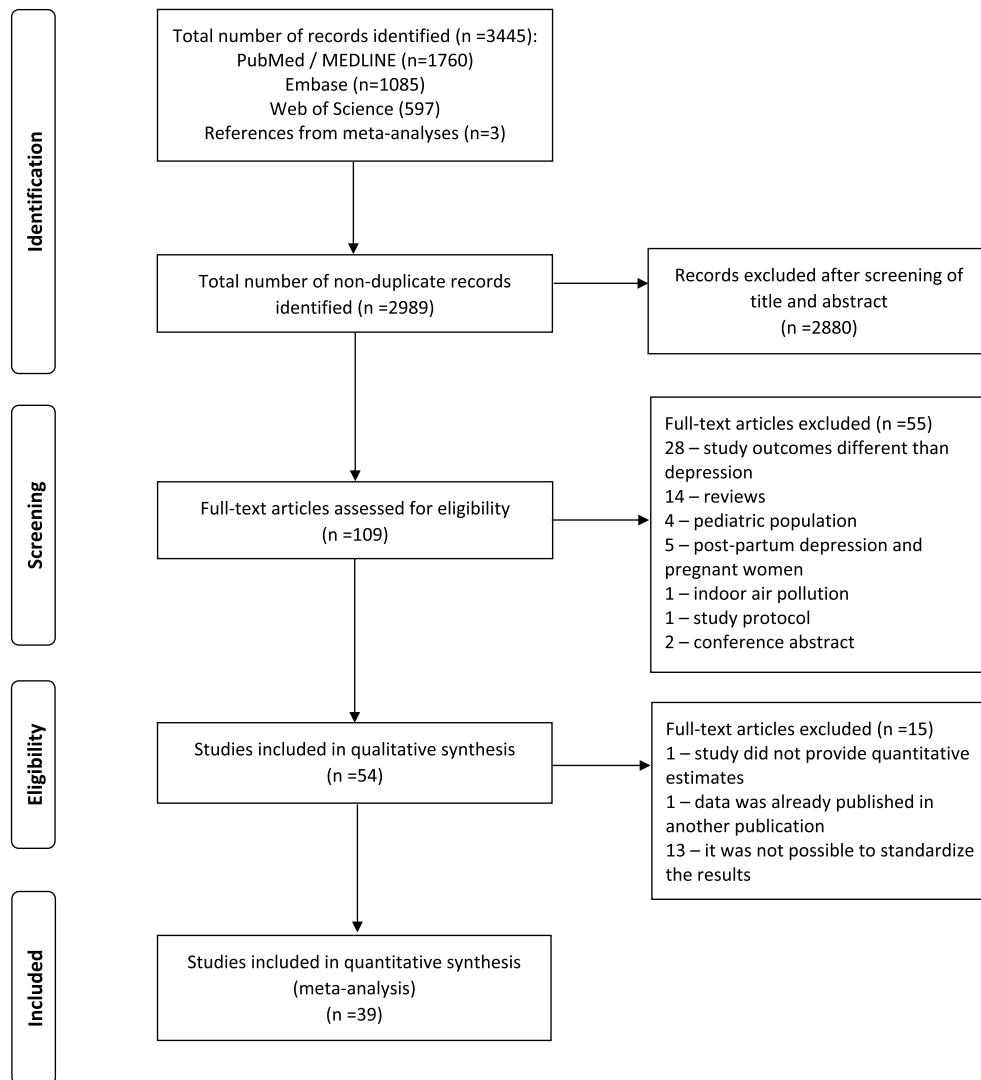 Identification
Total number of records identified (n =3445):
PubMed / MEDLINE (n=1760)
Embase (n=1085)
Web of Science (597)
References from meta-analyses (n=3)
Total number of non-duplicate records
identified (n =2989)
Records excluded after screening of
title and abstract
(n =2880)
Screening
Full-text articles assessed for eligibility
(n =109)
Full-text articles excluded (n =55)
28 – study outcomes different than
depression
14 – reviews
4 – pediatric population
5 – post-partum depression and
pregnant women
1 – indoor air pollution
1 – study protocol
2 – conference abstract
Eligibility
Studies included in qualitative synthesis
(n =54)
Full-text articles excluded (n =15)
1 – study did not provide quantitative
estimates
1 – data was already published in
another publication
13 – it was not possible to standardize
the results
Included
Studies included in quantitative synthesis
(meta-analysis)
(n =39)